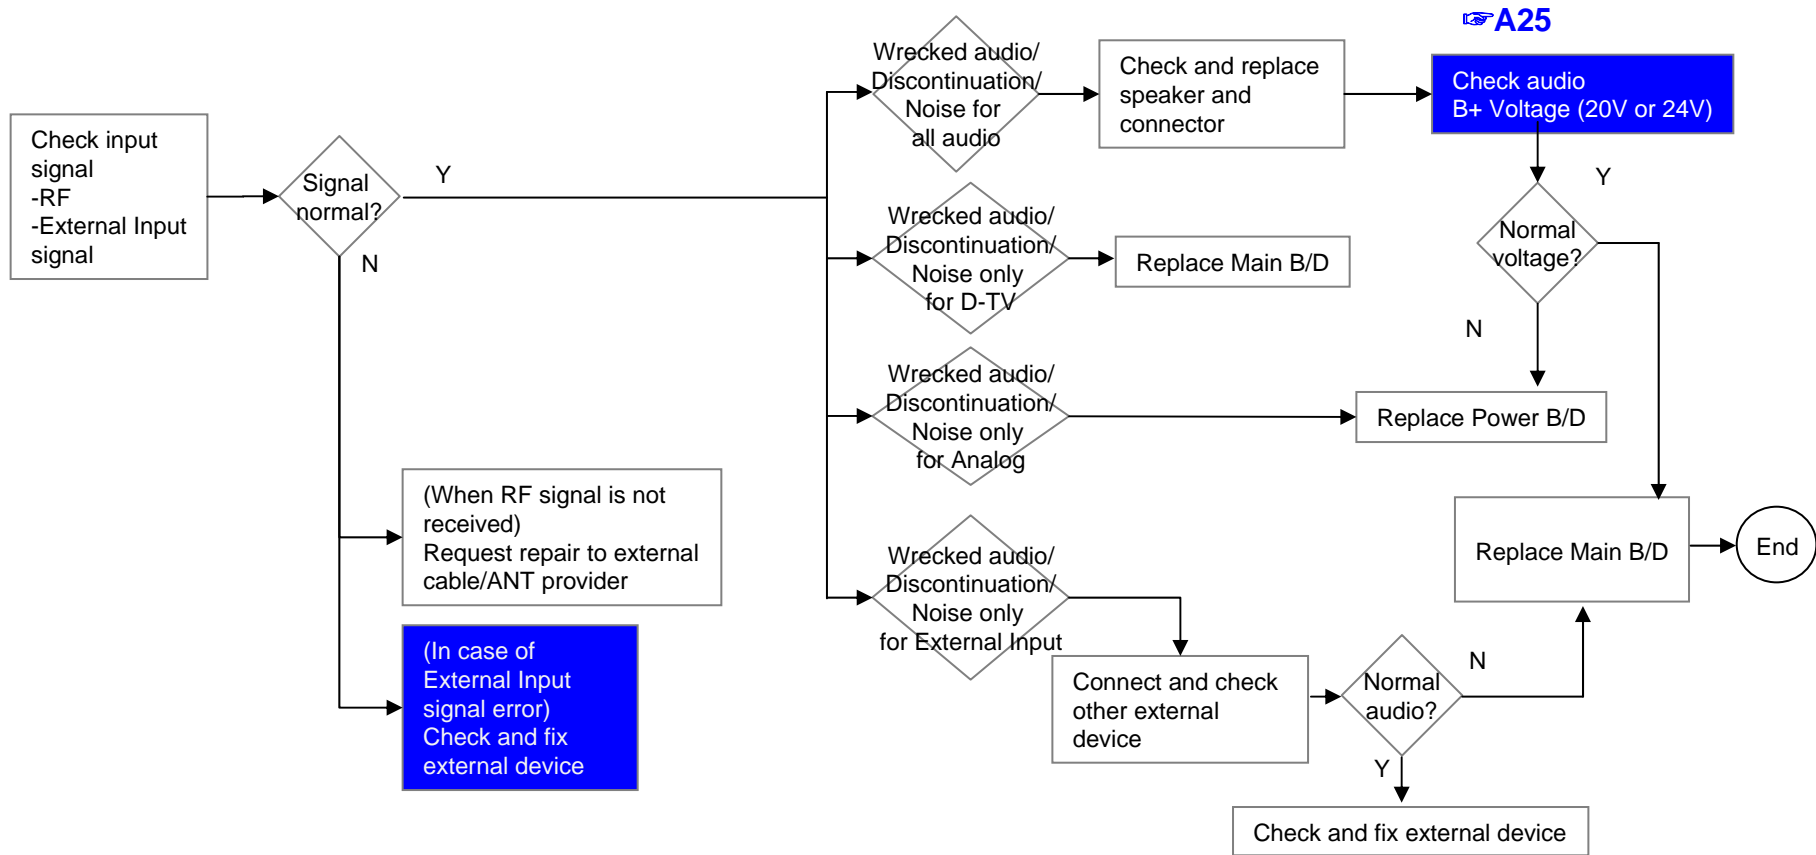 ☞A25
Check input
signal
-RF
-External Input
signal
Signal
normal?
Y
N
(When RF signal is not
received)
Request repair to external
cable/ANT provider
(In case of
External Input
signal error)
Check and fix
external device
Wrecked audio/
Discontinuation/
Noise for
all audio
Check and replace
speaker and
connector
Check audio
B+ Voltage (20V or 24V)
Y
Normal
voltage?
N
Wrecked audio/
Discontinuation/
Noise only
for D-TV
Replace Main B/D
Wrecked audio/
Discontinuation/
Noise only
for Analog
Replace Power B/D
Wrecked audio/
Discontinuation/
Noise only
for External Input
Connect and check
other external
device
Normal
audio?
N
Y
Check and fix external device
Replace Main B/D
End